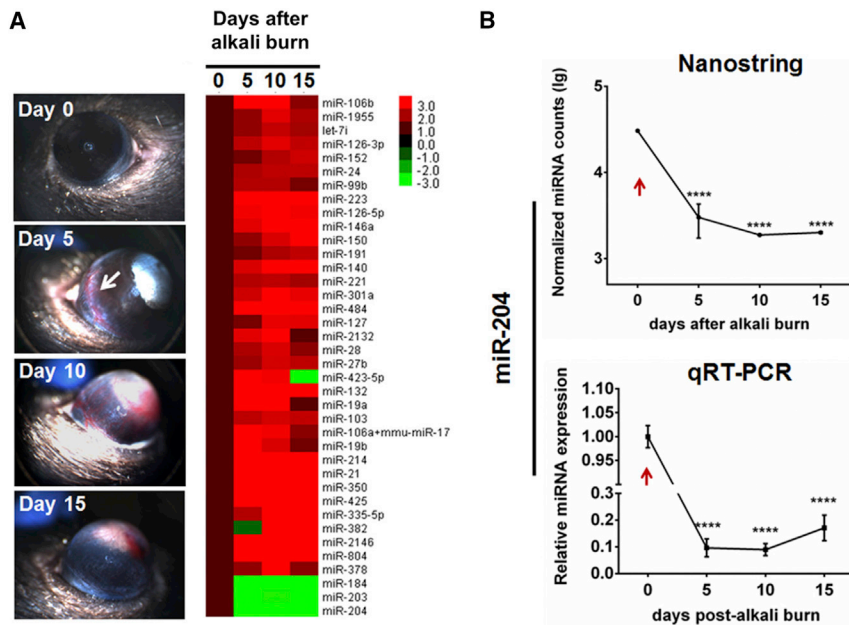 A
Days after
alkali burn
0 5 10 15
Day 0
Day 5
Day 10
Day 15
miR-106b
miR-1955
let-7i
miR-126-3p
miR-152
miR-24
miR-99b
miR-223
miR-126-5p
miR-146a
miR-150
miR-191
miR-140
miR-221
miR-301a
miR-484
miR-127
miR-2132
miR-28
miR-27b
miR-423-5p
miR-132
miR-19a
miR-103
miR-106a+mmu-miR-17
miR-19b
miR-214
miR-21
miR-350
miR-425
miR-335-5p
miR-382
miR-2146
miR-804
miR-378
miR-184
miR-203
miR-204
3.0
2.0
1.0
0.0
-1.0
-2.0
-3.0
B
miR-204
Nanostring
Normalized miRNA counts (lg)
5
4
3
****
****
****
0 5 10 15
days after alkali burn
qRT-PCR
Relative miRNA expression
1.10
1.05
1.00
0.95
0.3
0.2
0.1
0.0
****
****
****
0 5 10 15
days post-alkali burn